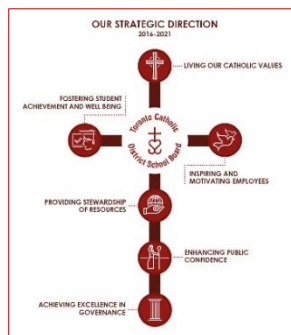 OUR STRATEGIC DIRECTION
2016-2021
LIVING OUR CATHOLIC VALUES
FOSTERING STUDENT
ACHIEVEMENT AND WELL BEING
Toronto Catholic
District School Board
INSPIRING AND
MOTIVATING EMPLOYEES
PROVIDING STEWARDSHIP
OF RESOURCES
ENHANCING PUBLIC
CONFIDENCE
ACHIEVING EXCELLENCE IN
GOVERNANCE